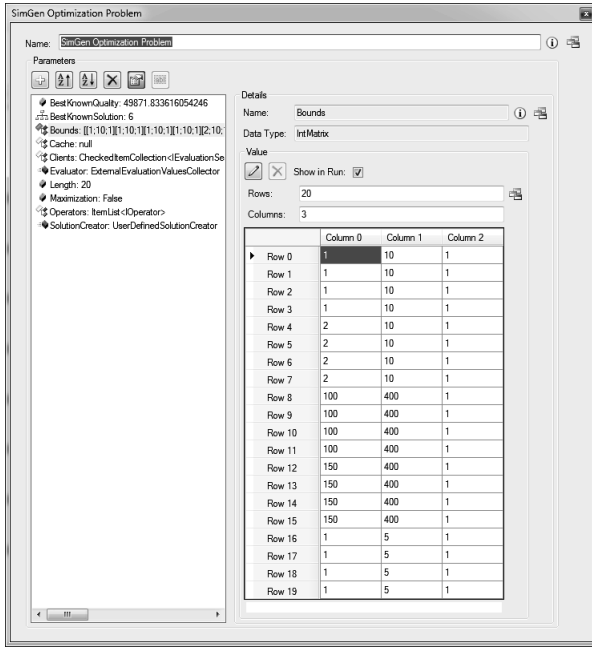 SimGen Optimization Problem
Name: SimGen Optimization Problem
Parameters
BestKnownQuality: 49871.833616054246
BestKnownSolution: 6
Bounds: [[1;10;1][1;10;1][1;10;1][1;10;1][2;10;
Cache: null
Clients: CheckedItemCollection<IEvaluationSe
Evaluator: ExternalEvaluationValuesCollector
Length: 20
Maximization: False
Operators: ItemList<IOperator>
SolutionCreator: UserDefinedSolutionCreator
Details
Name: Bounds
Data Type: IntMatrix
Value
Show in Run:
Rows: 20
Columns: 3
Column 0 Column 1 Column 2
Row 0 1 10 1
Row 1 1 10 1
Row 2 1 10 1
Row 3 1 10 1
Row 4 2 10 1
Row 5 2 10 1
Row 6 2 10 1
Row 7 2 10 1
Row 8 100 400 1
Row 9 100 400 1
Row 10 100 400 1
Row 11 100 400 1
Row 12 150 400 1
Row 13 150 400 1
Row 14 150 400 1
Row 15 150 400 1
Row 16 1 5 1
Row 17 1 5 1
Row 18 1 5 1
Row 19 1 5 1